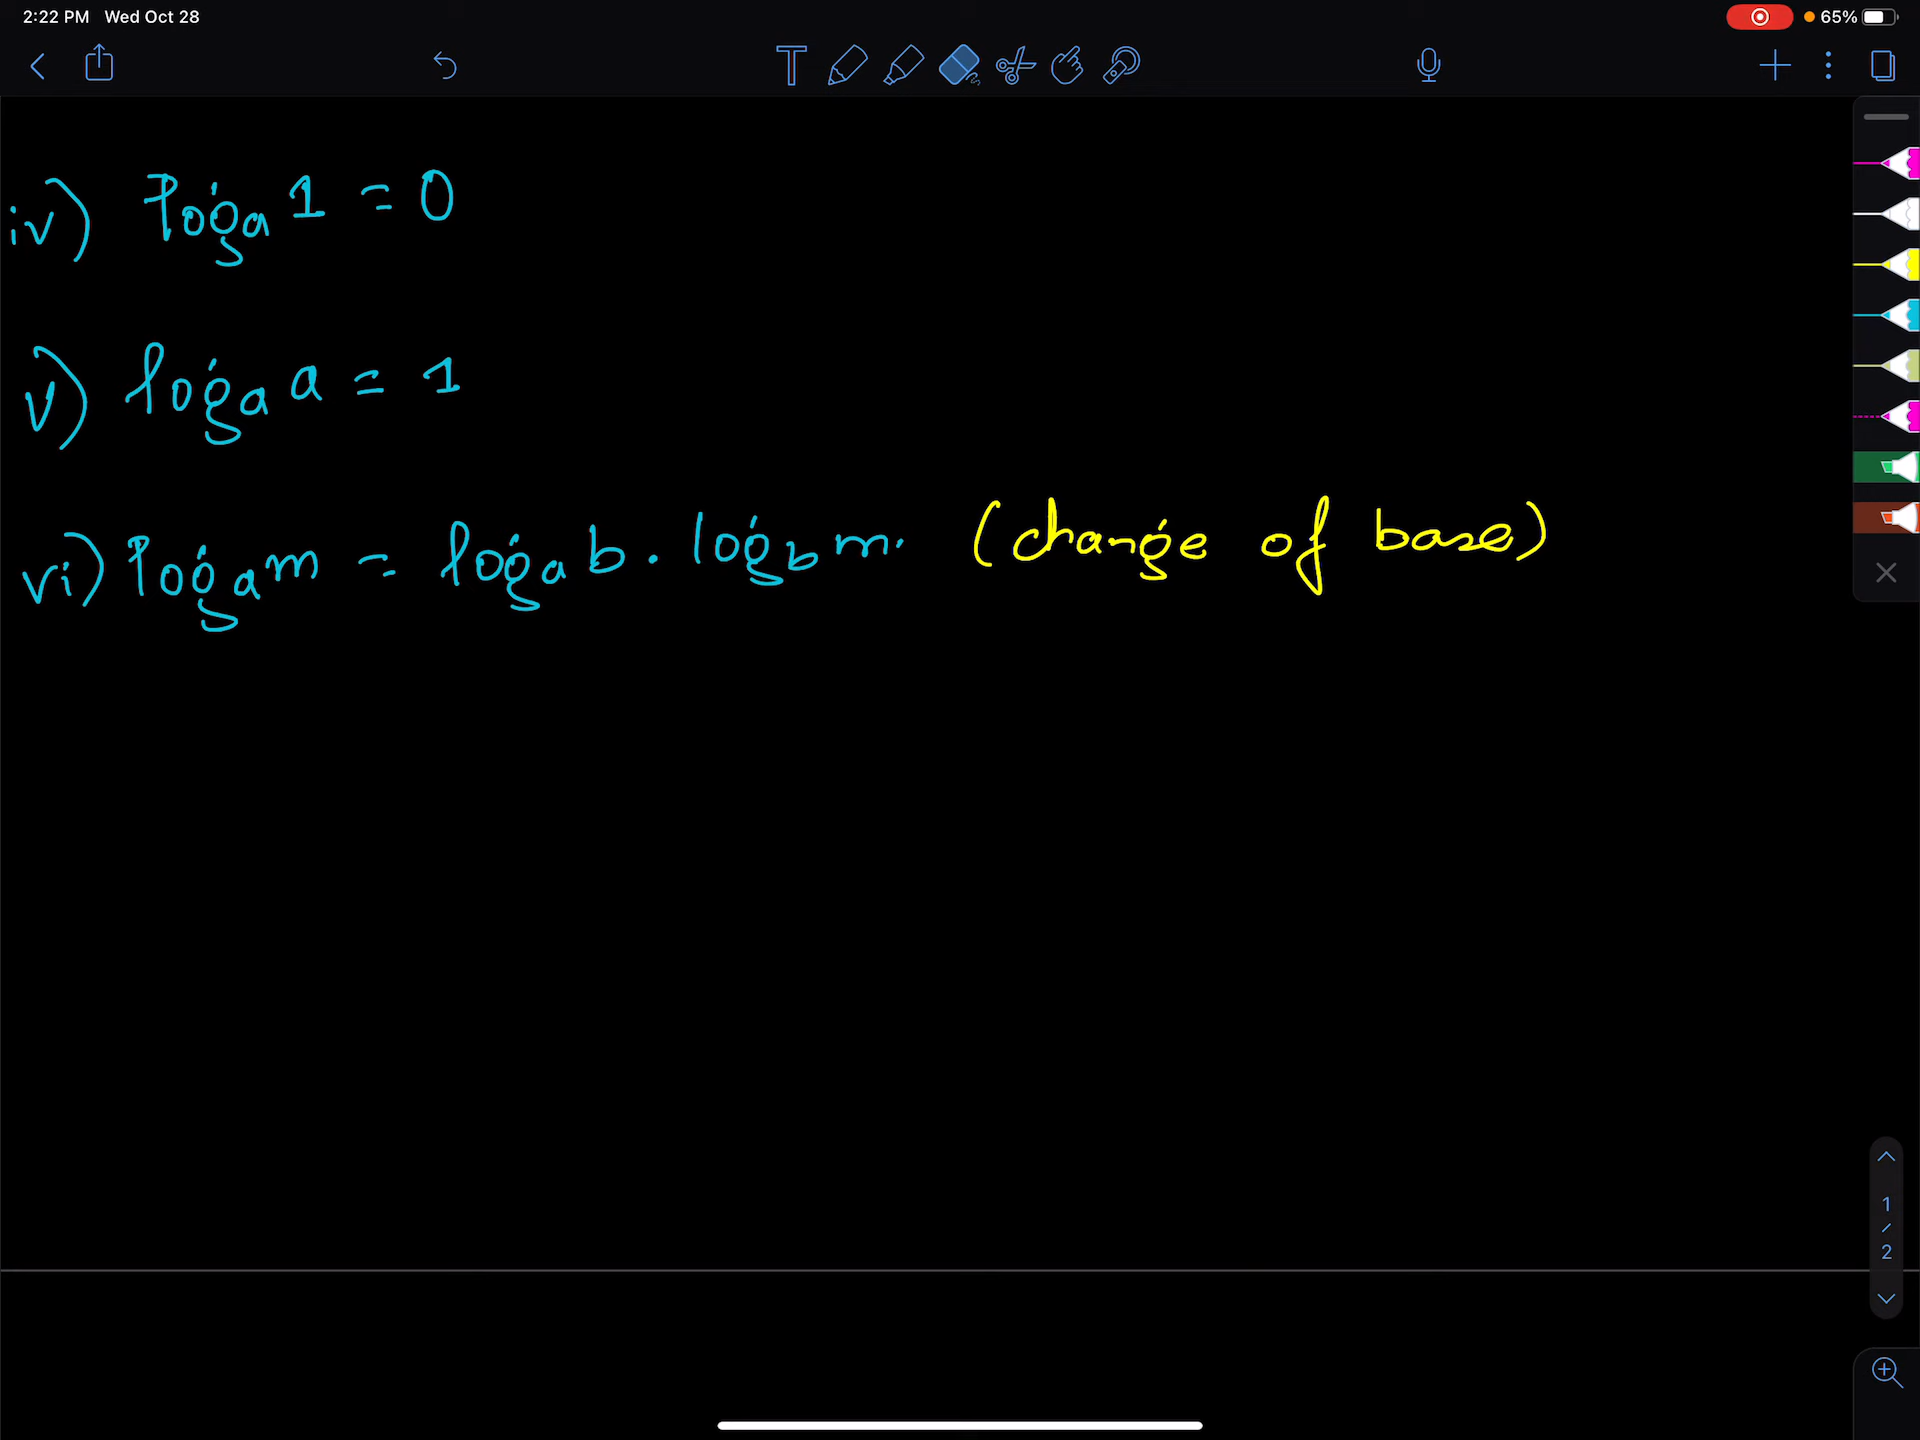 2:22 PM Wed Oct 28
65%
iv) logₐ 1 = 0
v) logₐ a = 1
vi) logₐ m = logₐ b . log_b m. (change of base)
1
/
2